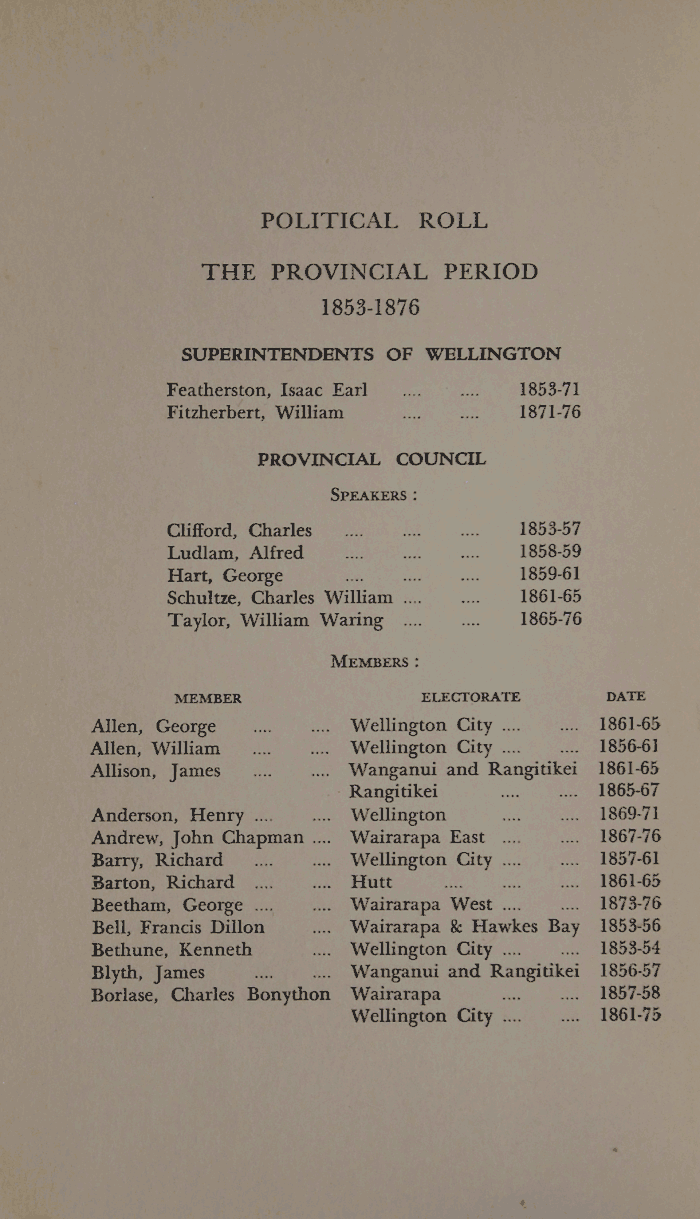 POLITICAL ROLL
THE PROVINCIAL PERIOD
1853-1876
SUPERINTENDENTS OF WELLINGTON
Featherston, Isaac Earl .... .... 1853-71
Fitzherbert, William .... .... 1871-76
PROVINCIAL COUNCIL
SPEAKERS :
Clifford, Charles .... .... .... 1853-57
Ludlam, Alfred .... .... .... 1858-59
Hart, George .... .... .... 1859-61
Schultze, Charles William .... .... 1861-65
Taylor, William Waring .... .... 1865-76
MEMBERS :
MEMBER ELECTORATE DATE
Allen, George .... .... Wellington City .... .... 1861-65
Allen, William .... .... Wellington City .... .... 1856-61
Allison, James .... .... Wanganui and Rangitikei 1861-65
Rangitikei .... .... 1865-67
Anderson, Henry .... .... Wellington .... .... 1869-71
Andrew, John Chapman .... Wairarapa East .... .... 1867-76
Barry, Richard .... .... Wellington City .... .... 1857-61
Barton, Richard .... .... Hutt .... .... .... 1861-65
Beetham, George .... .... Wairarapa West .... .... 1873-76
Bell, Francis Dillon .... Wairarapa & Hawkes Bay 1853-56
Bethune, Kenneth .... Wellington City .... .... 1853-54
Blyth, James .... .... Wanganui and Rangitikei 1856-57
Borlase, Charles Bonython Wairarapa .... .... 1857-58
Wellington City .... .... 1861-75